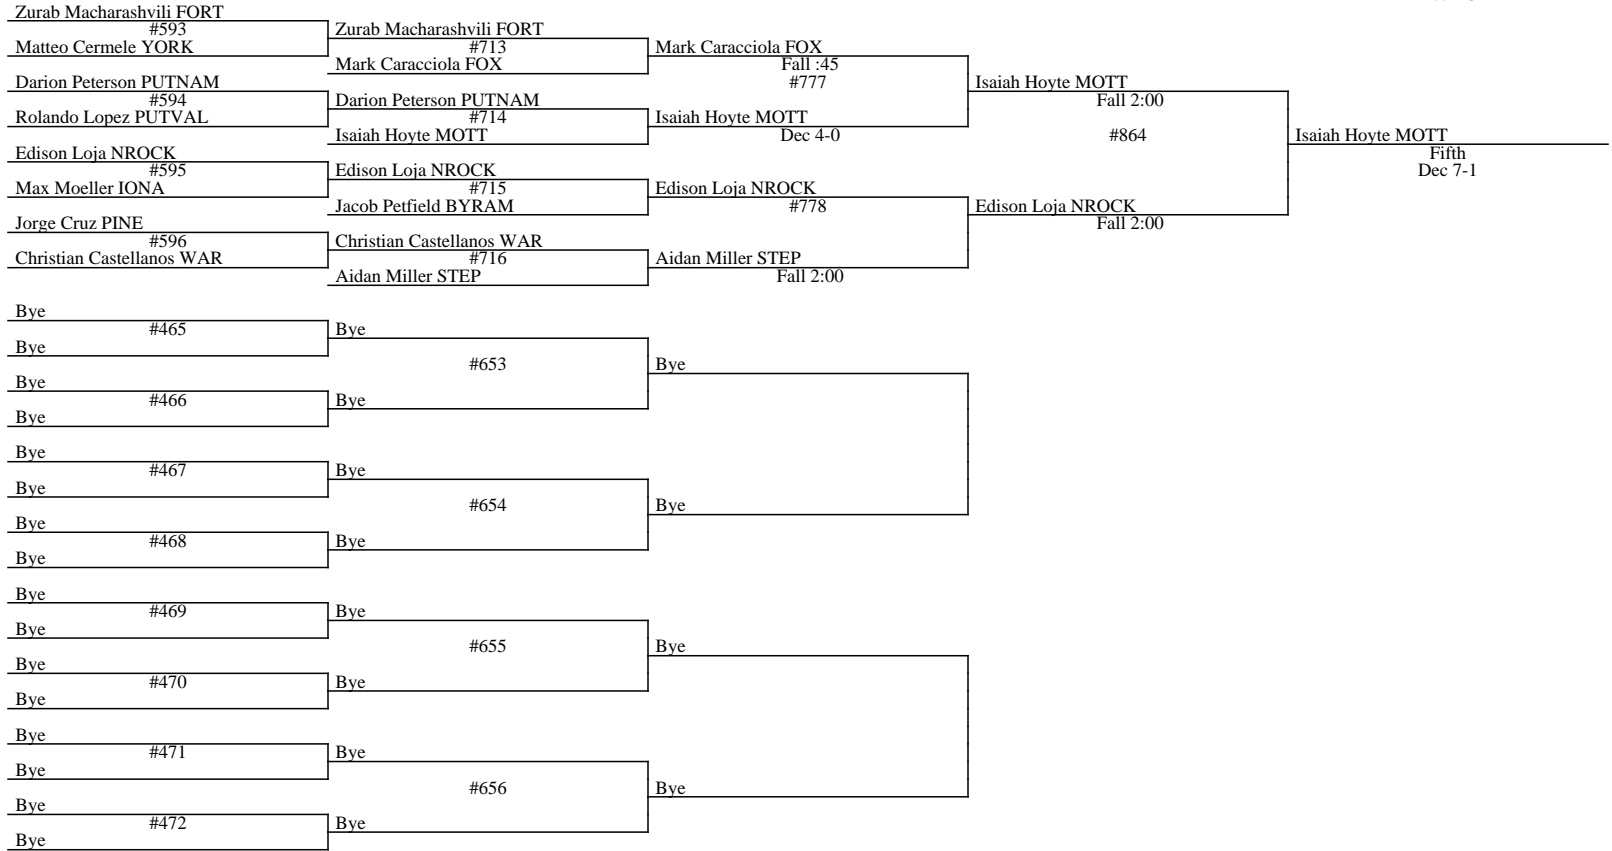 Zurab Macharashvili FORT
#593
Matteo Cermele YORK
Darion Peterson PUTNAM
#594
Rolando Lopez PUTVAL
Edison Loja NROCK
#595
Max Moeller IONA
Jorge Cruz PINE
#596
Christian Castellanos WAR
Zurab Macharashvili FORT
#713
Mark Caracciola FOX
Darion Peterson PUTNAM
#714
Isaiah Hoyte MOTT
Edison Loja NROCK
#715
Jacob Petfield BYRAM
Christian Castellanos WAR
#716
Aidan Miller STEP
Mark Caracciola FOX
Fall :45
#777
Isaiah Hoyte MOTT
Dec 4-0
Edison Loja NROCK
#778
Aidan Miller STEP
Fall 2:00
Isaiah Hoyte MOTT
Fall 2:00
#864
Edison Loja NROCK
Fall 2:00
Isaiah Hoyte MOTT
Fifth
Dec 7-1
Bye
#465
Bye
Bye
#466
Bye
Bye
#467
Bye
Bye
#468
Bye
Bye
#469
Bye
Bye
#470
Bye
Bye
#471
Bye
Bye
#472
Bye
Bye
#653
Bye
Bye
#654
Bye
Bye
#655
Bye
Bye
#656
Bye
Bye
Bye
Bye
Bye